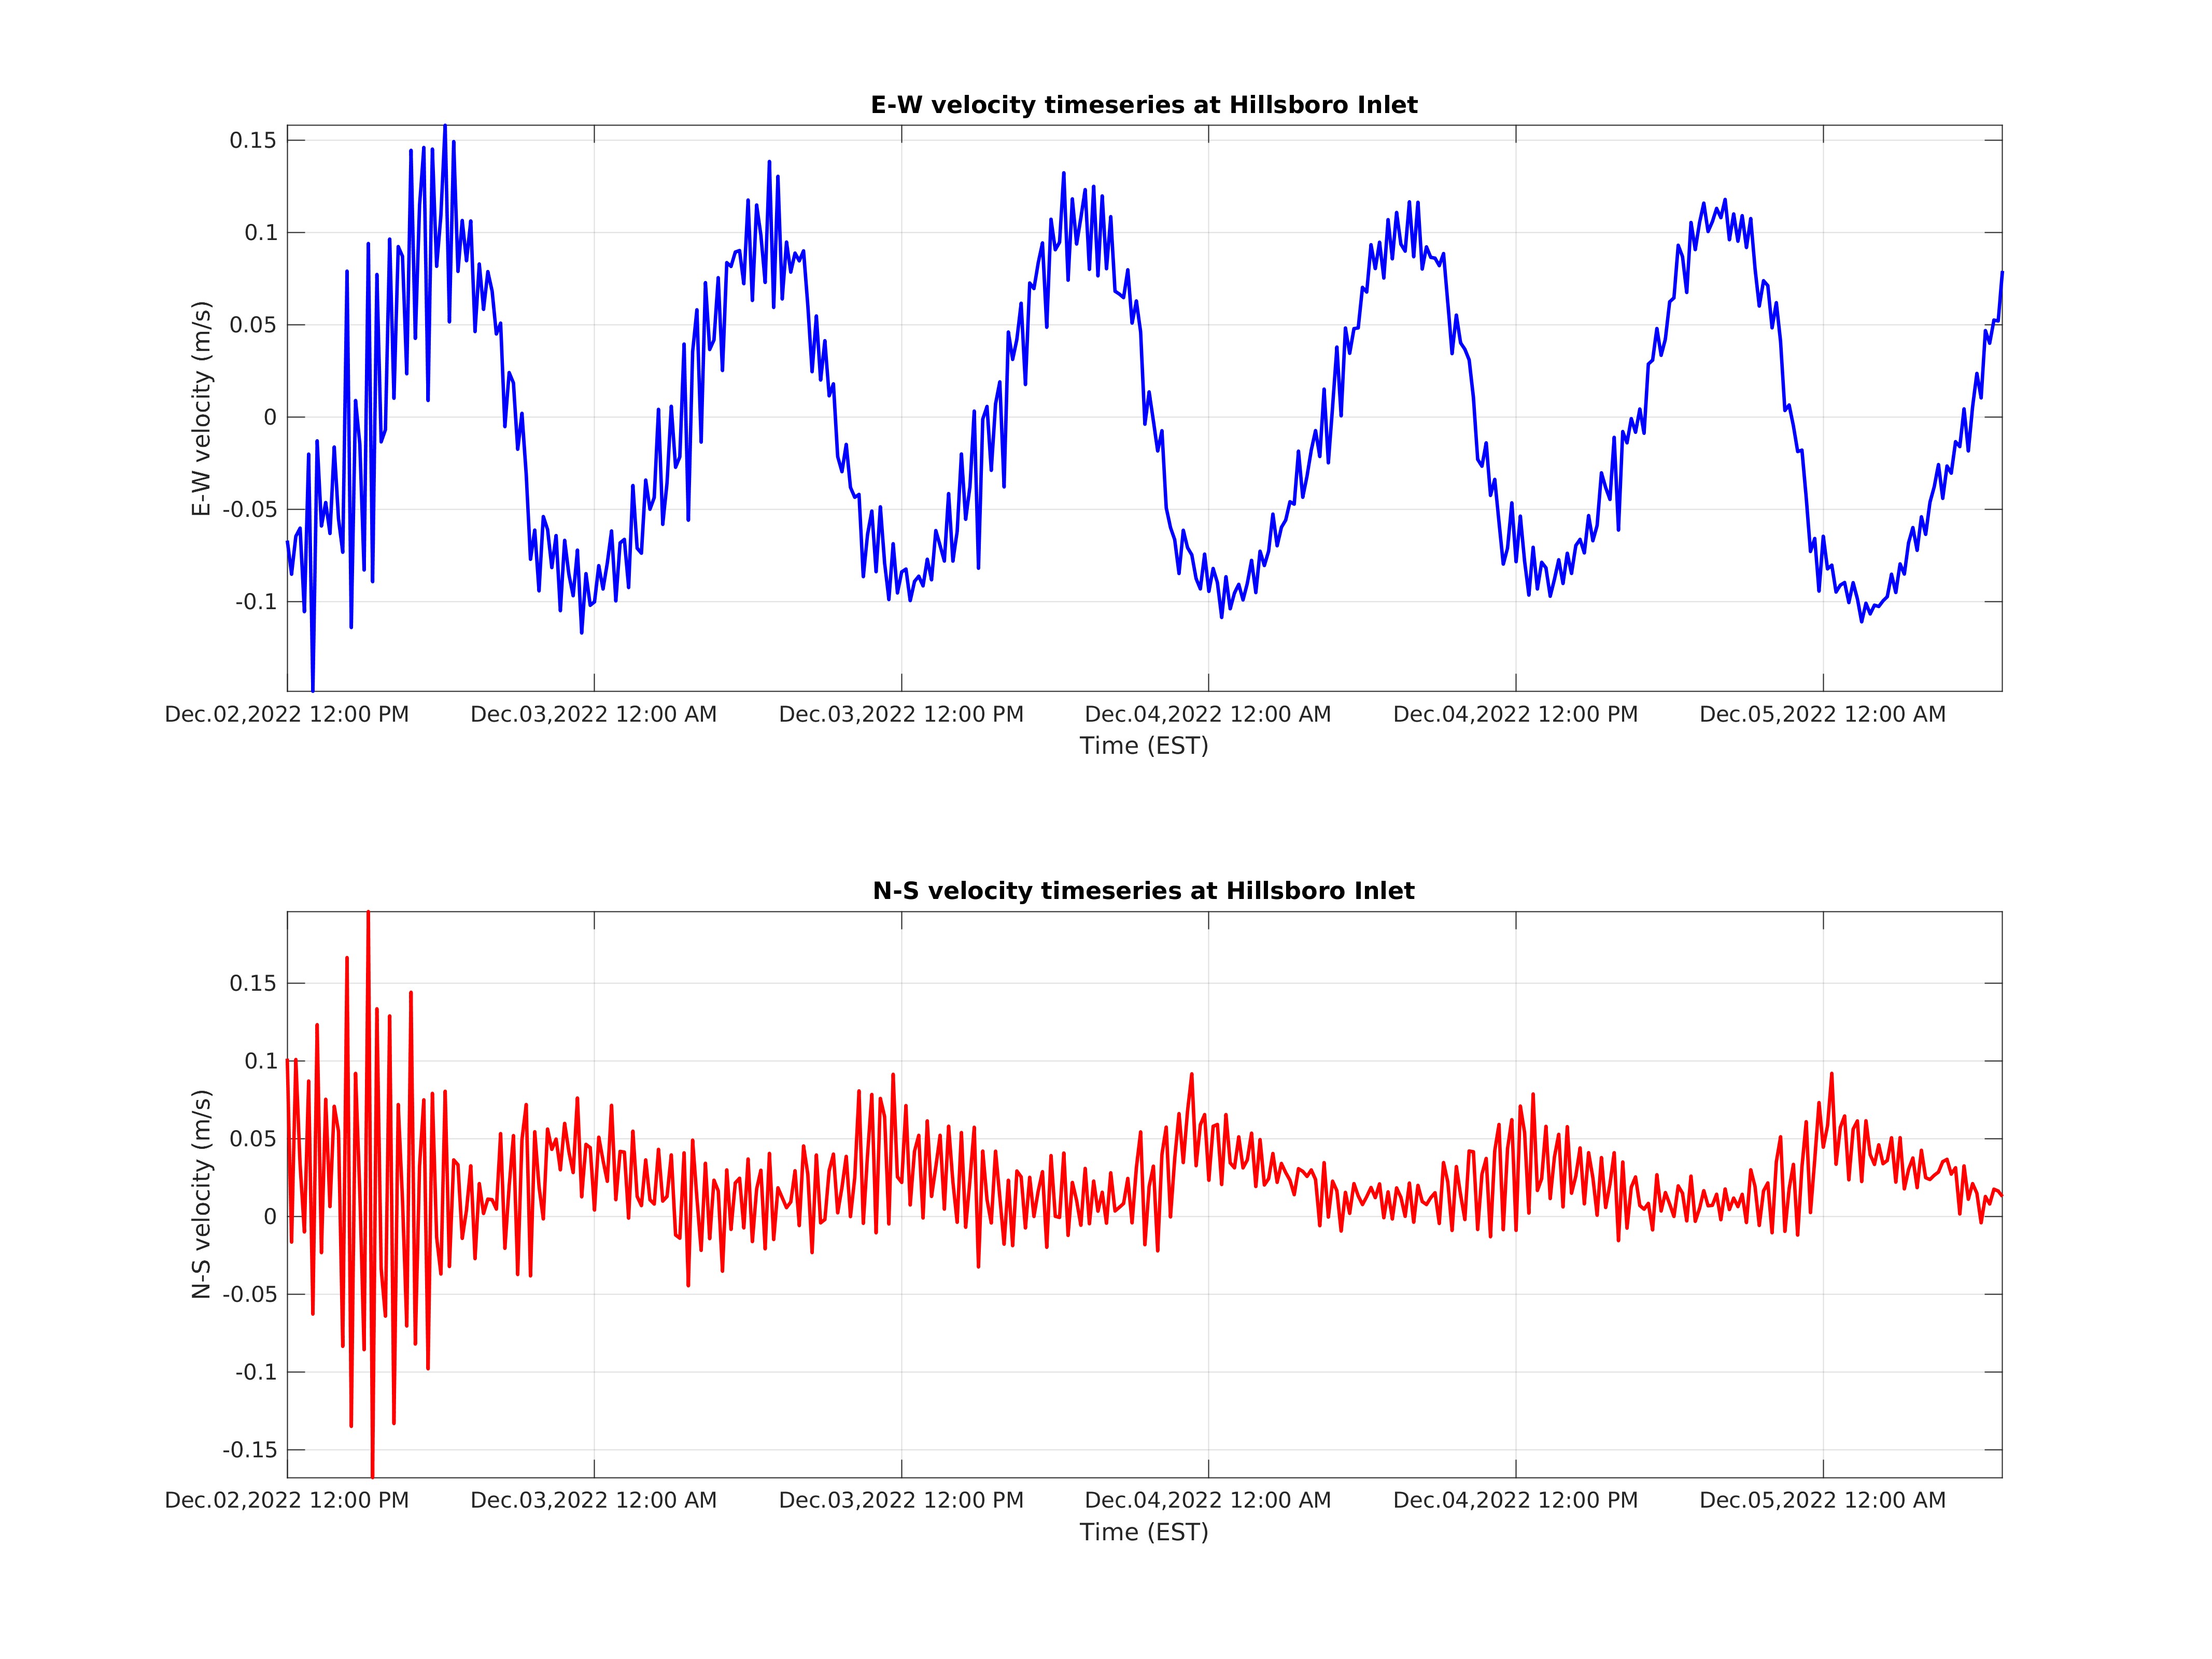 E-W velocity timeseries at Hillsboro Inlet
E-W velocity (m/s)
0.15
0.1
0.05
0
-0.05
-0.1
Dec.02,2022 12:00 PM Dec.03,2022 12:00 AM Dec.03,2022 12:00 PM Dec.04,2022 12:00 AM Dec.04,2022 12:00 PM Dec.05,2022 12:00 AM
Time (EST)
N-S velocity timeseries at Hillsboro Inlet
N-S velocity (m/s)
0.15
0.1
0.05
0
-0.05
-0.1
-0.15
Dec.02,2022 12:00 PM Dec.03,2022 12:00 AM Dec.03,2022 12:00 PM Dec.04,2022 12:00 AM Dec.04,2022 12:00 PM Dec.05,2022 12:00 AM
Time (EST)